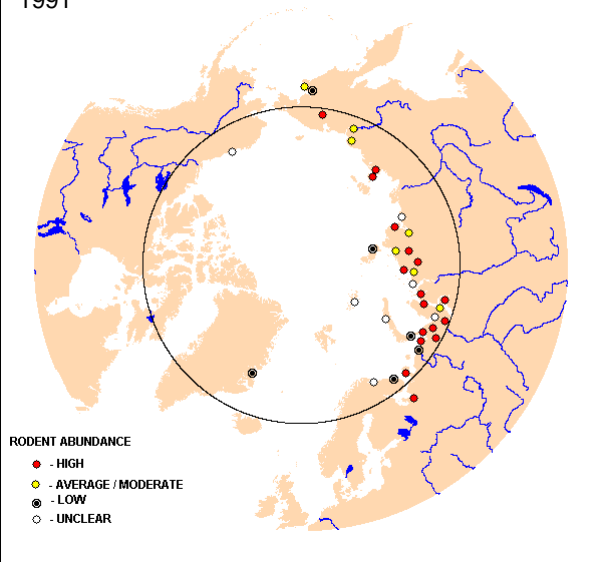 1991
RODENT ABUNDANCE
- HIGH
- AVERAGE / MODERATE
- LOW
- UNCLEAR